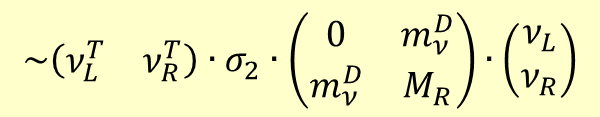 ~(ν_L^T ν_R^T) · σ_2 · (0 m_ν^D; m_ν^D M_R) · (ν_L; ν_R)